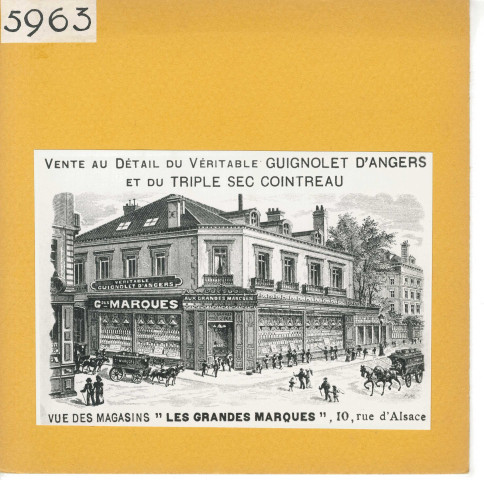 5963
VENTE AU DÉTAIL DU VÉRITABLE GUIGNOLET D'ANGERS
ET DU TRIPLE SEC COINTREAU
VÉRITABLE
GUIGNOLET D'ANGERS
Gdes MARQUES
AUX GRANDES MARQUES
VUE DES MAGASINS "LES GRANDES MARQUES", 10, rue d'Alsace